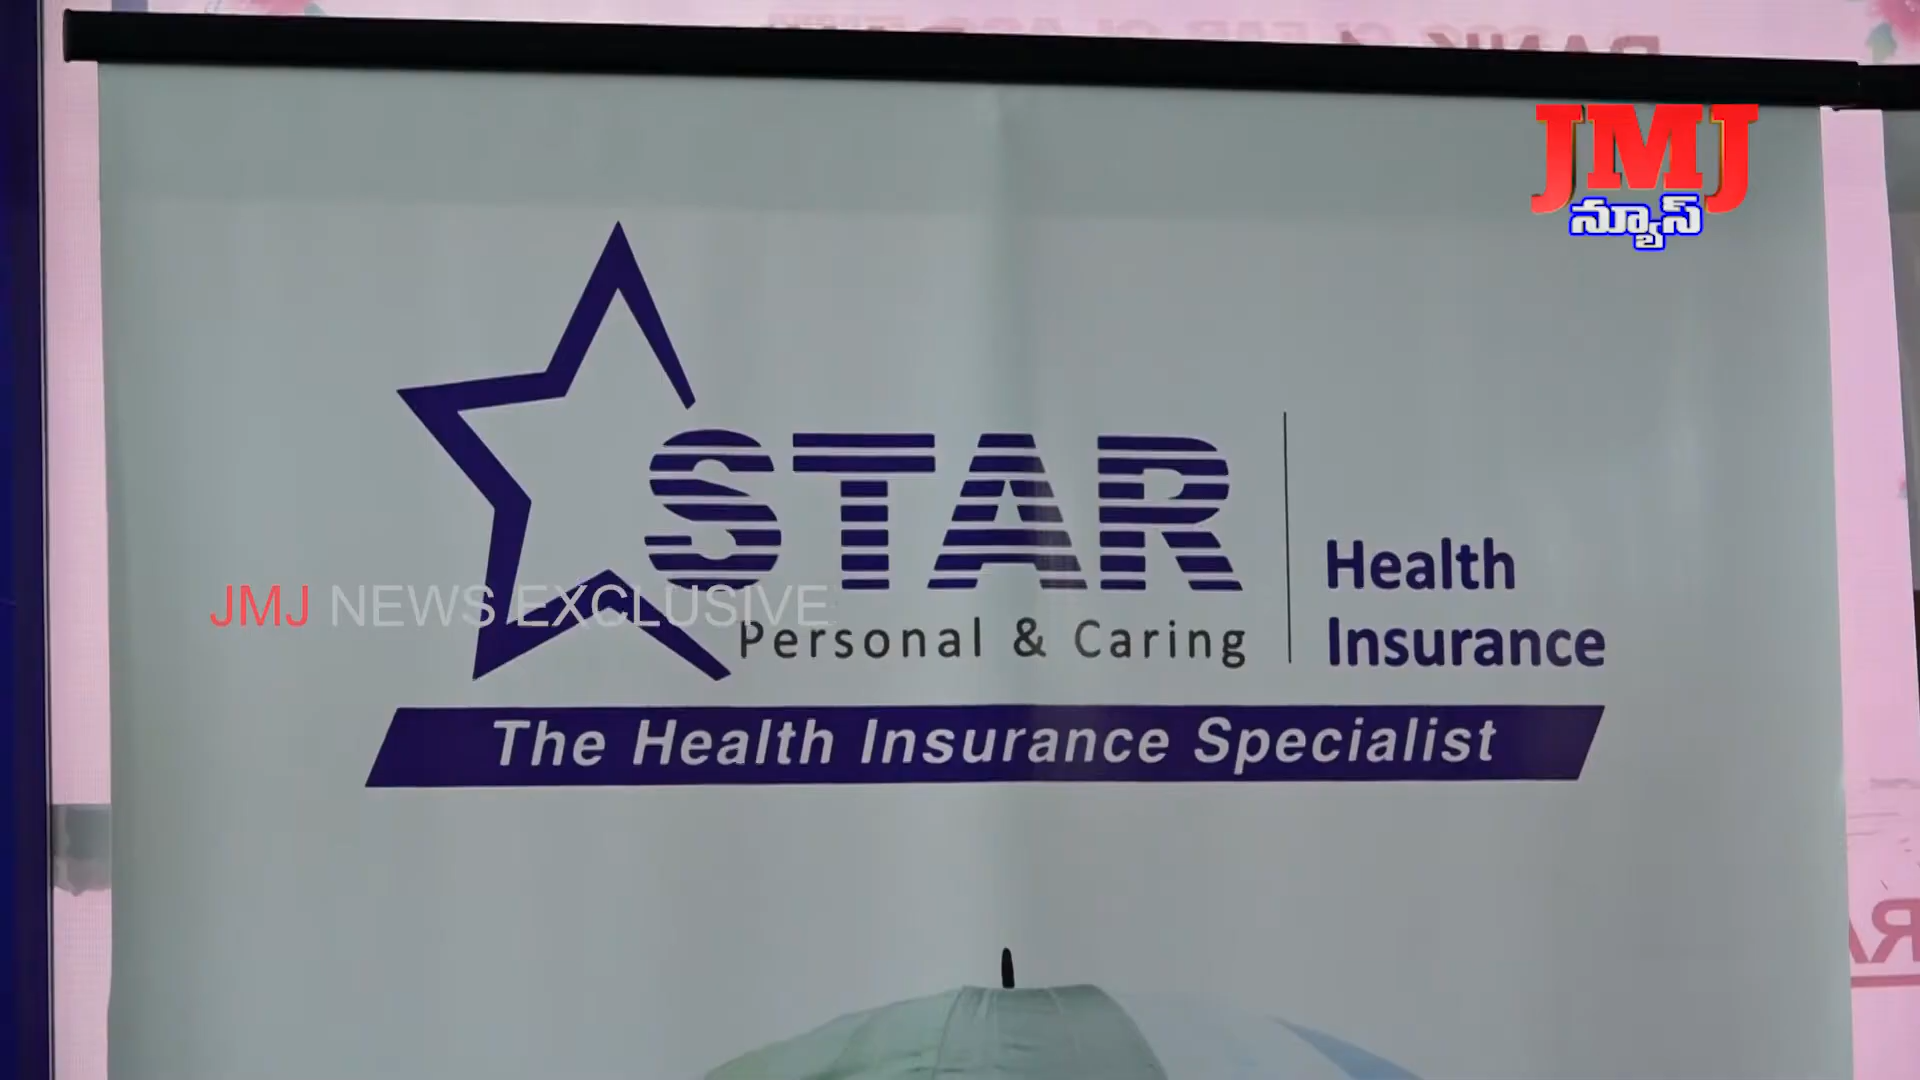 JMJ
న్యూస్
STAR
Personal & Caring
Health
Insurance
JMJ NEWS EXCLUSIVE
The Health Insurance Specialist